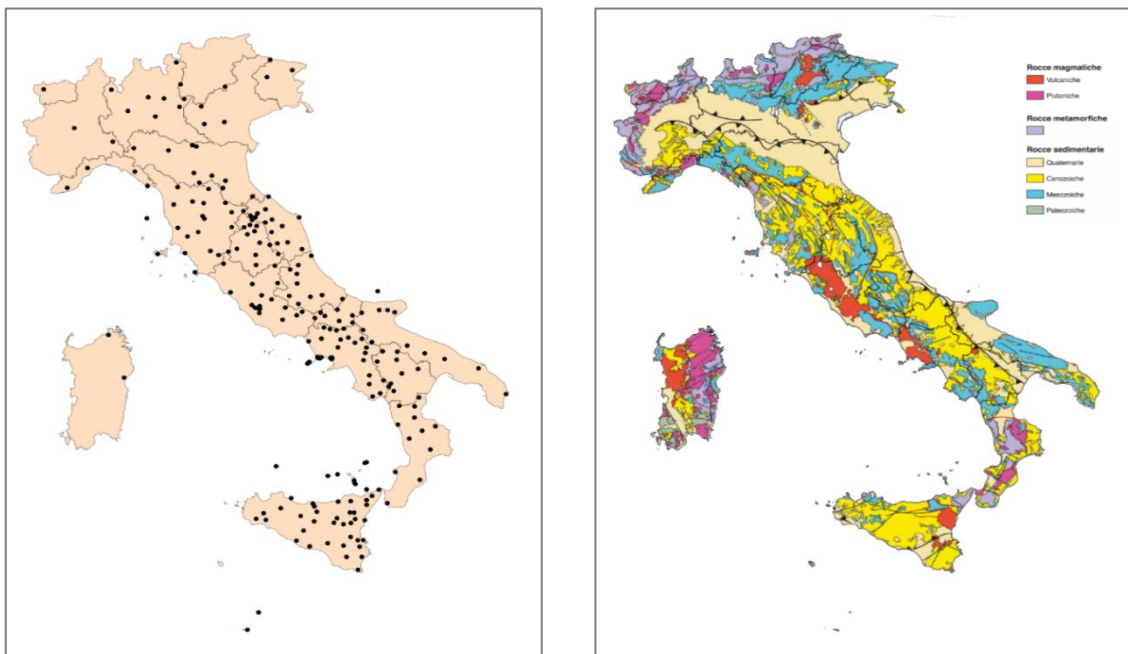 Rocce magmatiche
Vulcaniche
Plutoniche
Rocce metamorfiche
Rocce sedimentarie
Quaternarie
Cenozoiche
Mesozoiche
Paleozoiche